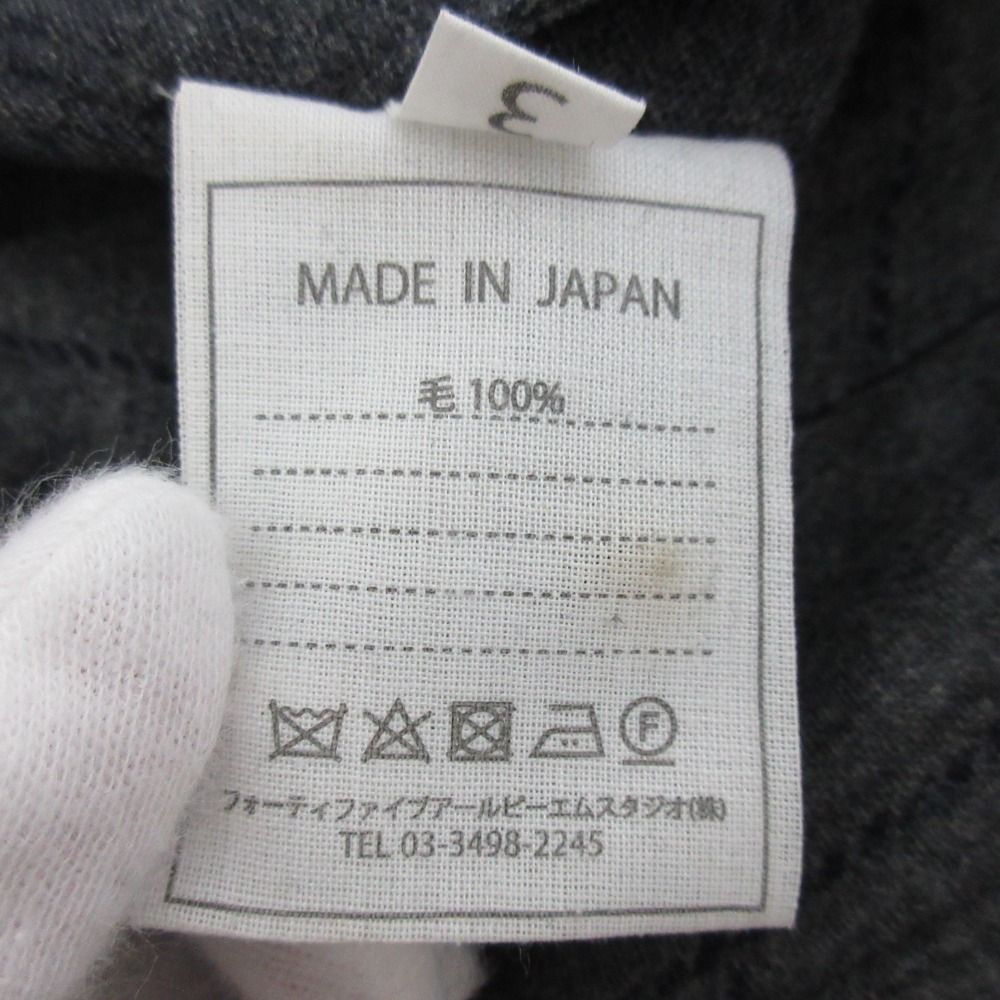 3
MADE IN JAPAN
毛 100%
F
フォーティファイブアールピーエムスタジオ(株)
TEL 03-3498-2245